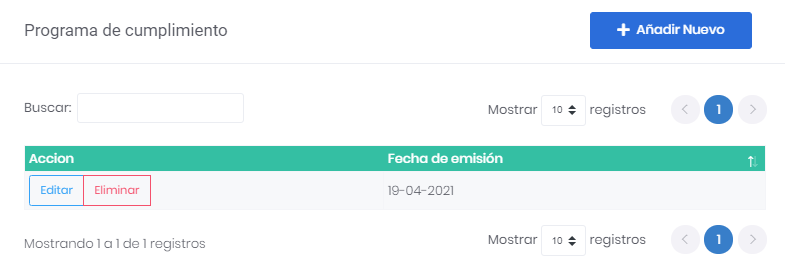 Programa de cumplimiento
Añadir Nuevo
Buscar:
Mostrar 10 registros
1
Accion Fecha de emisión
Editar Eliminar 19-04-2021
Mostrando 1 a 1 de 1 registros
Mostrar 10 registros
1